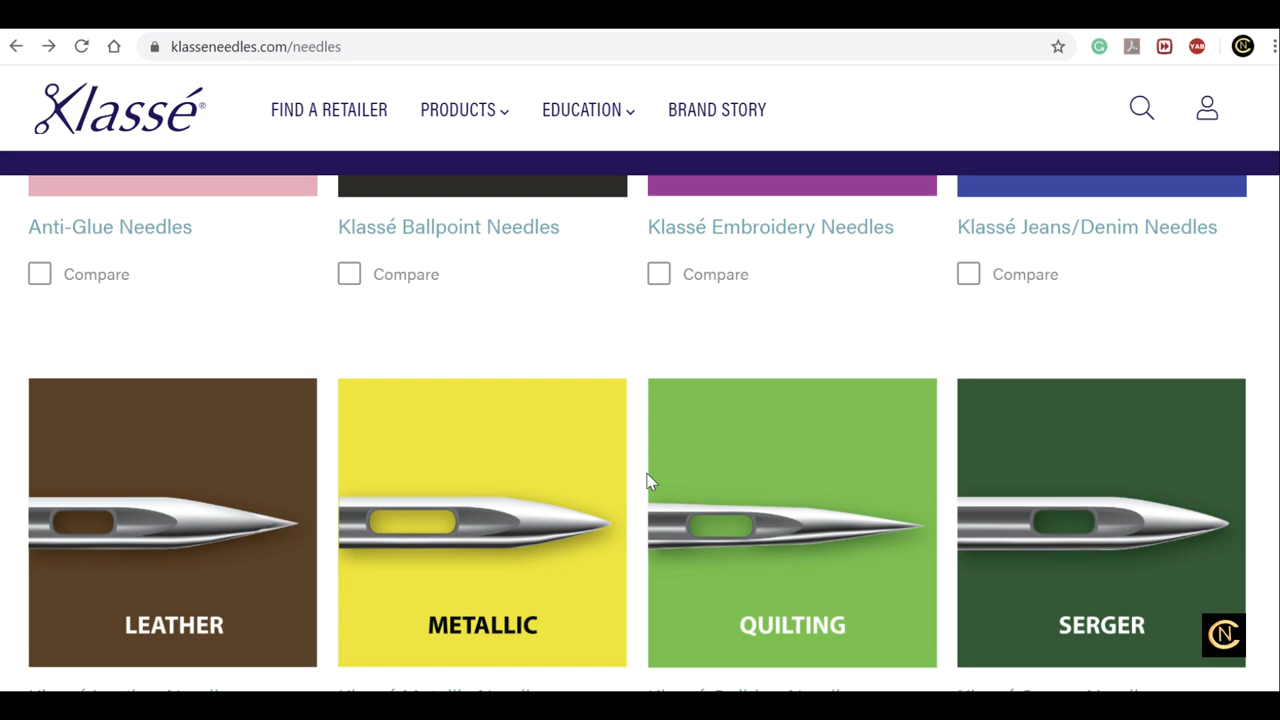 klasseneedles.com/needles
YAB
Klassé®
FIND A RETAILER
PRODUCTS
EDUCATION
BRAND STORY
Anti-Glue Needles
Klassé Ballpoint Needles
Klassé Embroidery Needles
Klassé Jeans/Denim Needles
Compare
Compare
Compare
Compare
LEATHER
METALLIC
QUILTING
SERGER